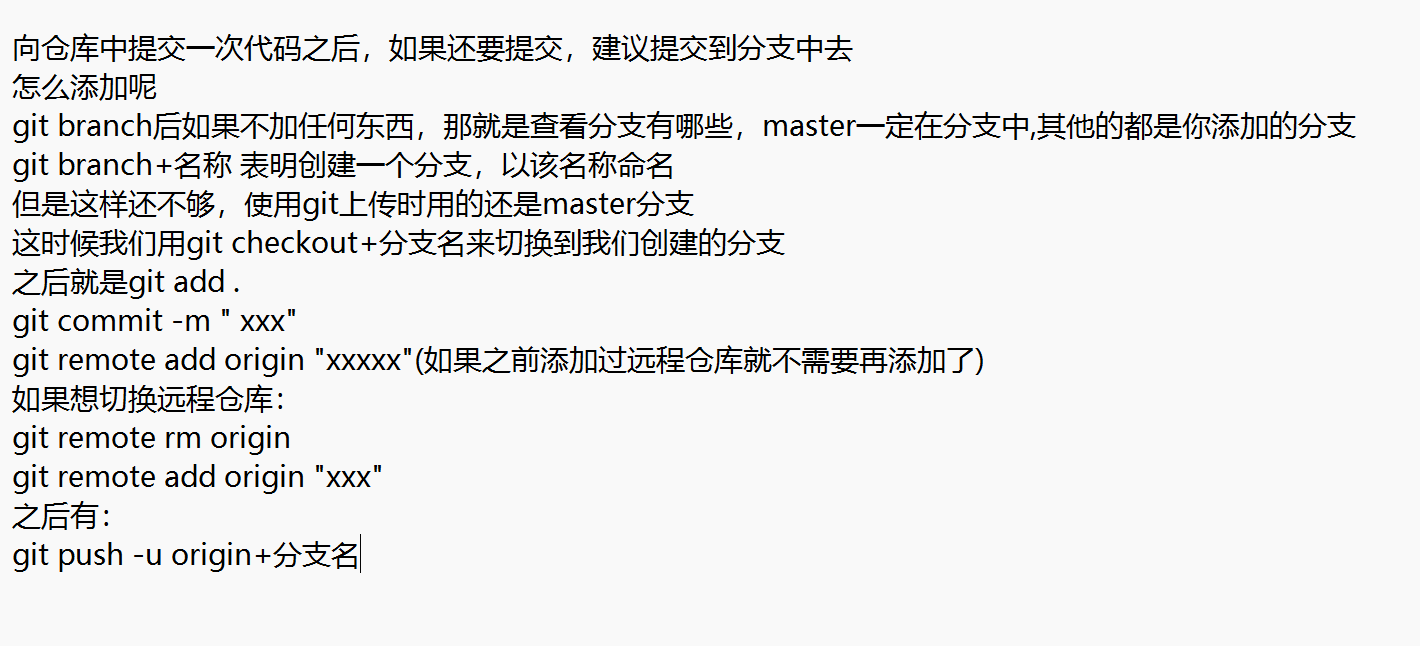 向仓库中提交一次代码之后，如果还要提交，建议提交到分支中去
怎么添加呢
git branch后如果不加任何东西，那就是查看分支有哪些，master一定在分支中,其他的都是你添加的分支
git branch+名称 表明创建一个分支，以该名称命名
但是这样还不够，使用git上传时用的还是master分支
这时候我们用git checkout+分支名来切换到我们创建的分支
之后就是git add .
git commit -m " xxx"
git remote add origin "xxxxx"(如果之前添加过远程仓库就不需要再添加了)
如果想切换远程仓库：
git remote rm origin
git remote add origin "xxx"
之后有：
git push -u origin+分支名